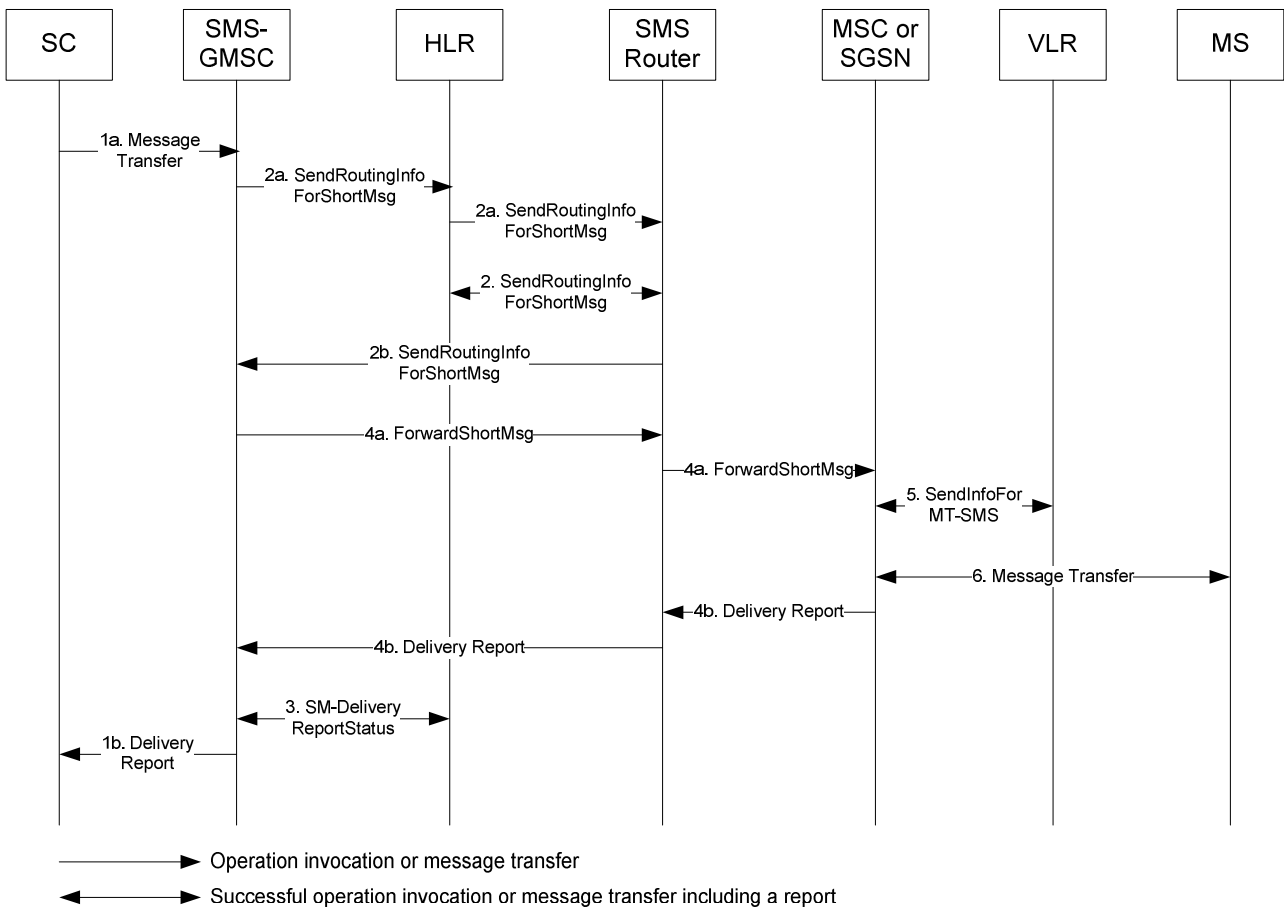 SC
SMS-
GMSC
HLR
SMS
Router
MSC or
SGSN
VLR
MS
1a. Message
Transfer
2a. SendRoutingInfo
ForShortMsg
2a. SendRoutingInfo
ForShortMsg
2. SendRoutingInfo
ForShortMsg
2b. SendRoutingInfo
ForShortMsg
4a. ForwardShortMsg
4a. ForwardShortMsg
5. SendInfoFor
MT-SMS
6. Message Transfer
4b. Delivery Report
4b. Delivery Report
3. SM-Delivery
ReportStatus
1b. Delivery
Report
Operation invocation or message transfer
Successful operation invocation or message transfer including a report